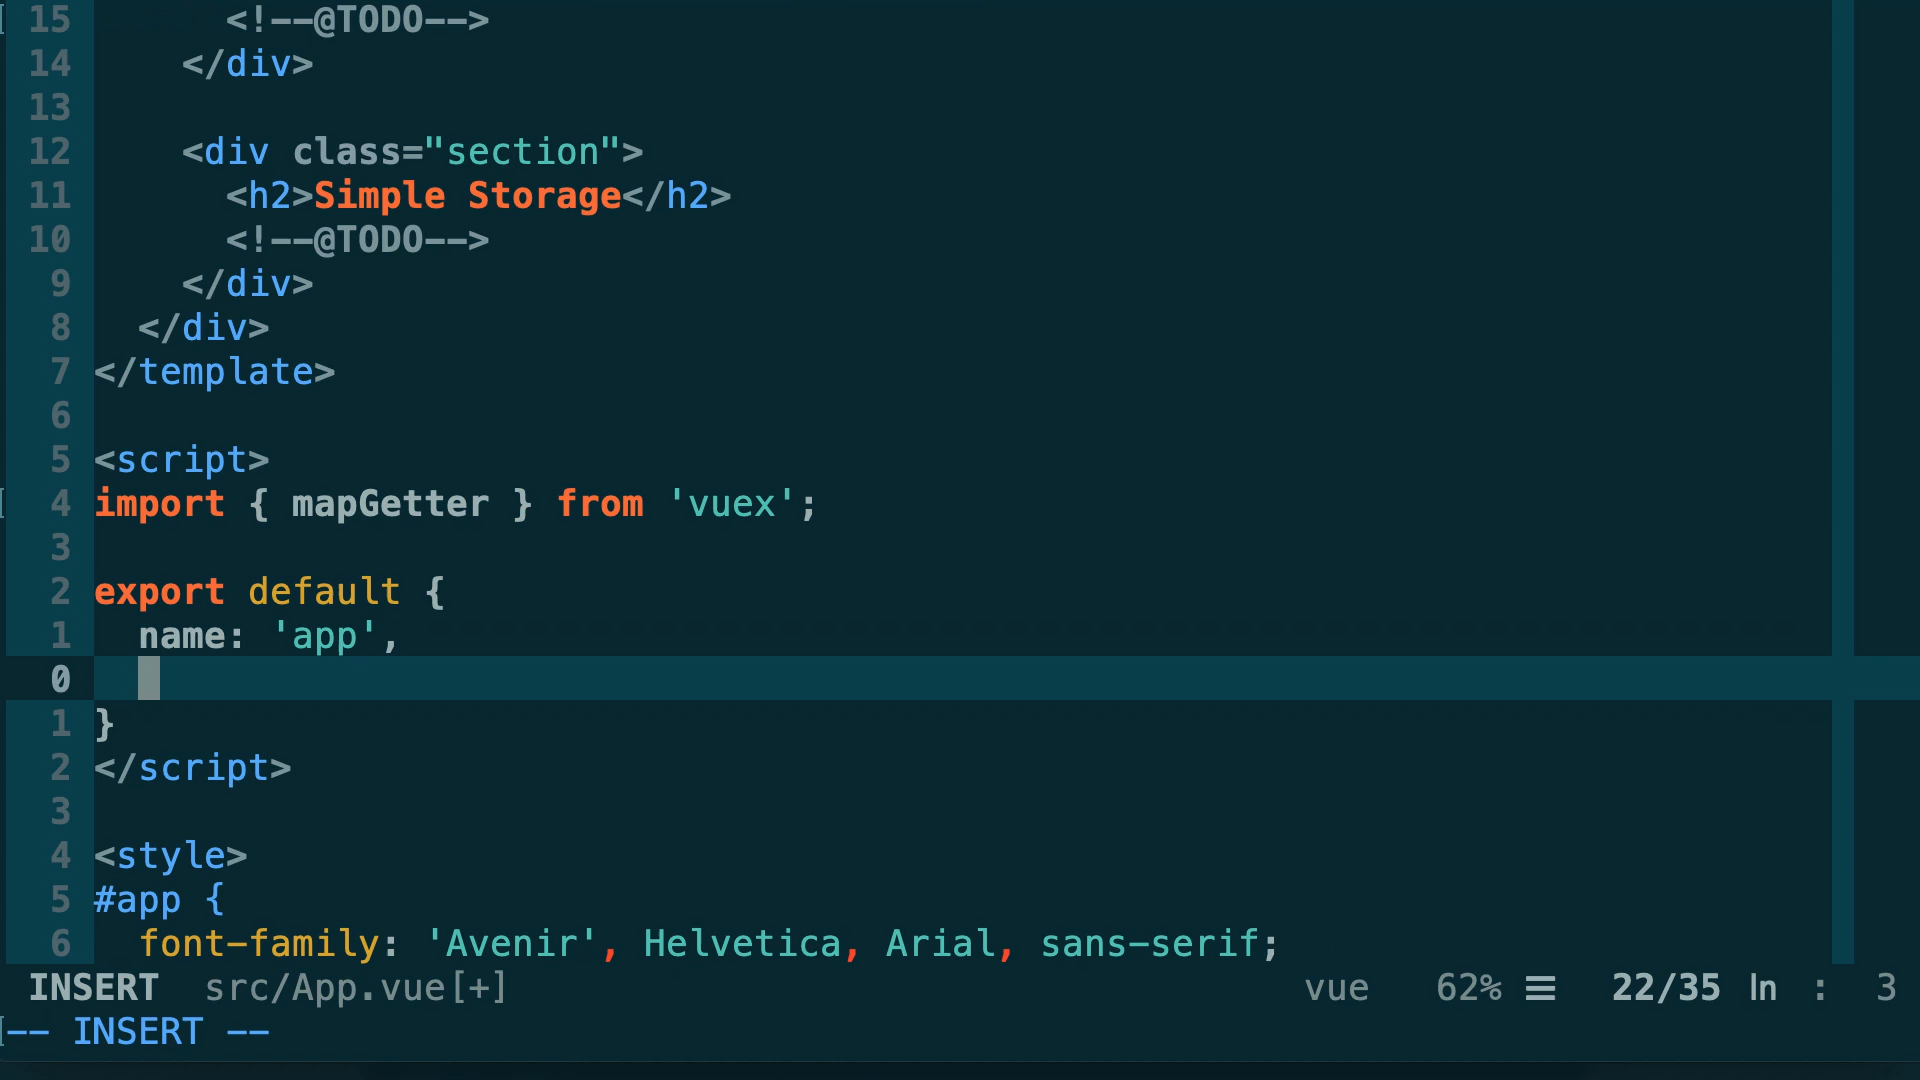 15 <!--@TODO-->
14 </div>
13
12 <div class="section">
11 <h2>Simple Storage</h2>
10 <!--@TODO-->
9 </div>
8 </div>
7 </template>
6
5 <script>
4 import { mapGetter } from 'vuex';
3
2 export default {
1 name: 'app',
0
1 }
2 </script>
3
4 <style>
5 #app {
6 font-family: 'Avenir', Helvetica, Arial, sans-serif;
INSERT src/App.vue[+] vue 62% ☰ 22/35 ln : 3
-- INSERT --